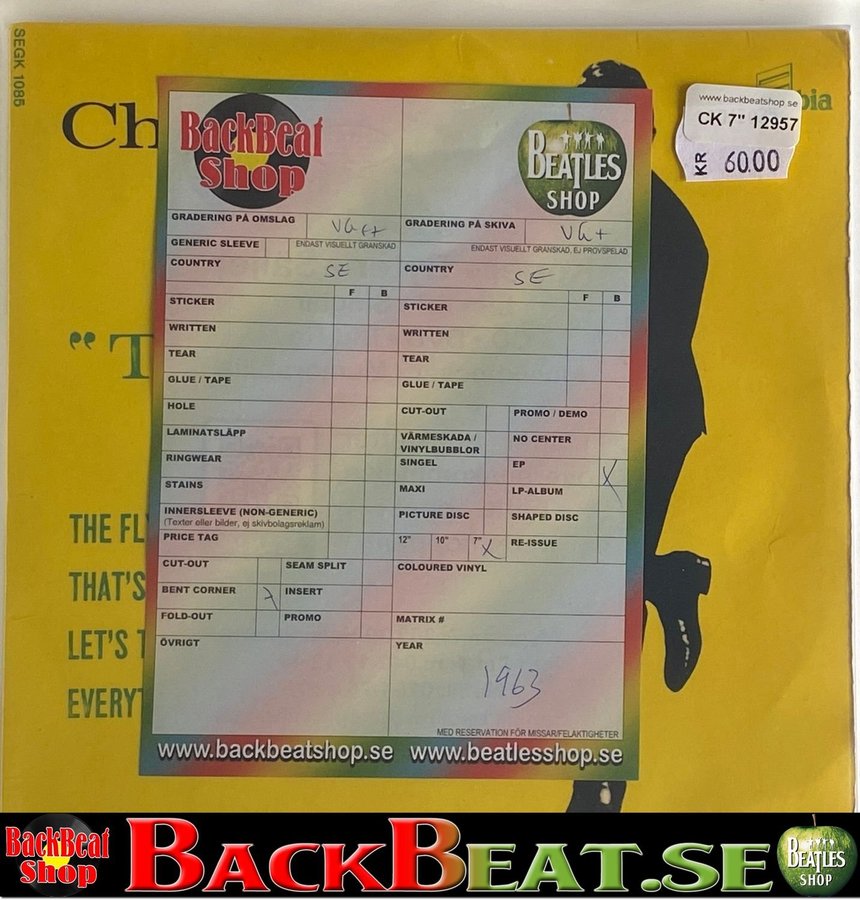 SEGK 1085
Ch
bia
www.backbeatshop.se
CK 7" 12957
KR 60.00
BackBeat
Shop
BEATLES
SHOP
GRADERING PÅ OMSLAG VG++
GRADERING PÅ SKIVA VG+
GENERIC SLEEVE ENDAST VISUELLT GRANSKAD
ENDAST VISUELLT GRANSKAD, EJ PROVSPELAD
COUNTRY SE
COUNTRY SE
F B
F B
STICKER
STICKER
WRITTEN
WRITTEN
TEAR
TEAR
GLUE / TAPE
GLUE / TAPE
HOLE
CUT-OUT PROMO / DEMO
LAMINATSLÄPP
VÄRMESKADA /
VINYLBUBBLOR
NO CENTER
RINGWEAR
SINGEL EP X
STAINS
MAXI LP-ALBUM
INNERSLEEVE (NON-GENERIC)
(Texter eller bilder, ej skivbolagsreklam)
PICTURE DISC SHAPED DISC
PRICE TAG
12" 10" 7" X RE-ISSUE
CUT-OUT SEAM SPLIT
COLOURED VINYL
BENT CORNER X INSERT
FOLD-OUT PROMO
MATRIX #
ÖVRIGT
YEAR
1963
MED RESERVATION FÖR MISSAR/FELAKTIGHETER
www.backbeatshop.se www.beatlesshop.se
"T
THE FL
THAT'S
LET'S T
EVERYT
BackBeat
Shop
BACKBEAT.SE
BEATLES
SHOP